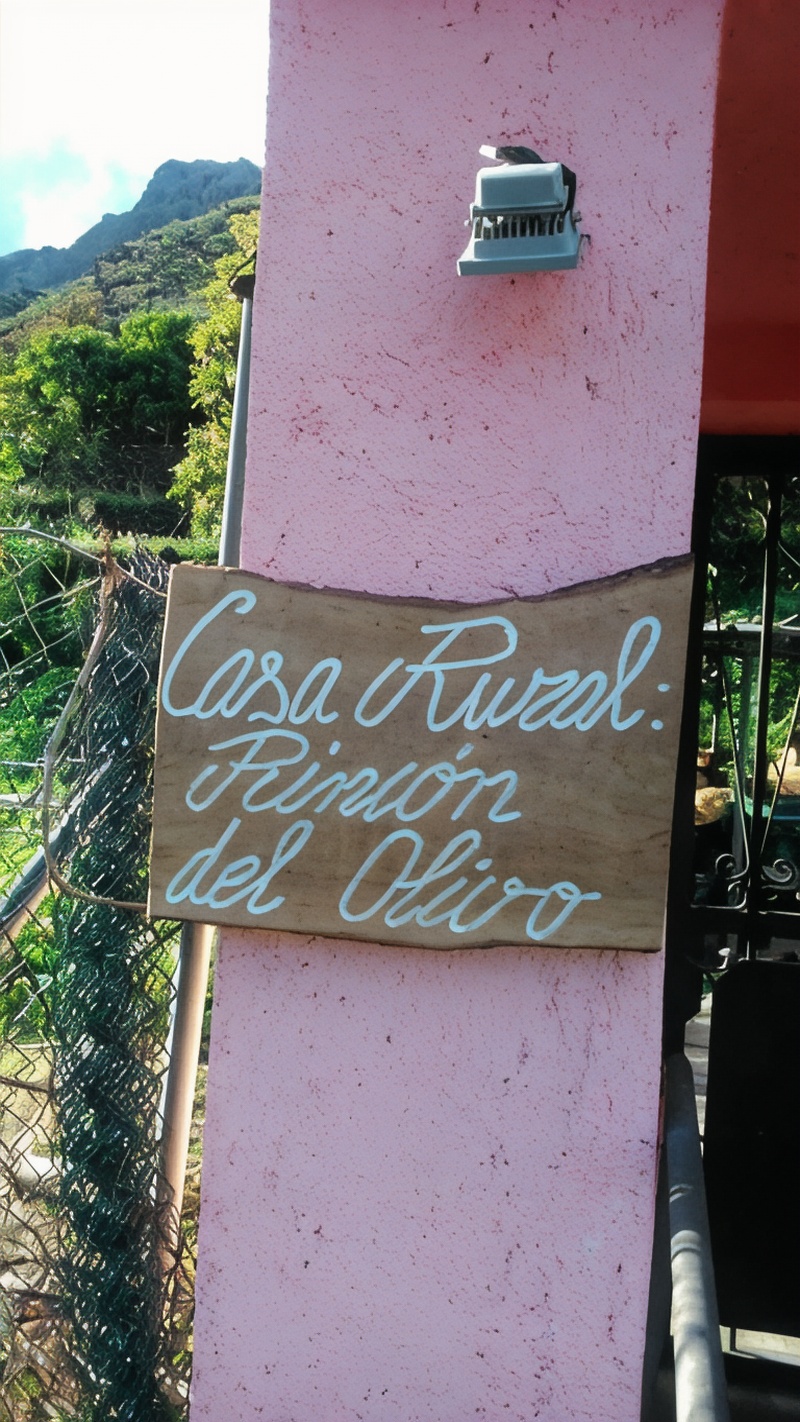 Casa Rural:
Rincón
del Olivo